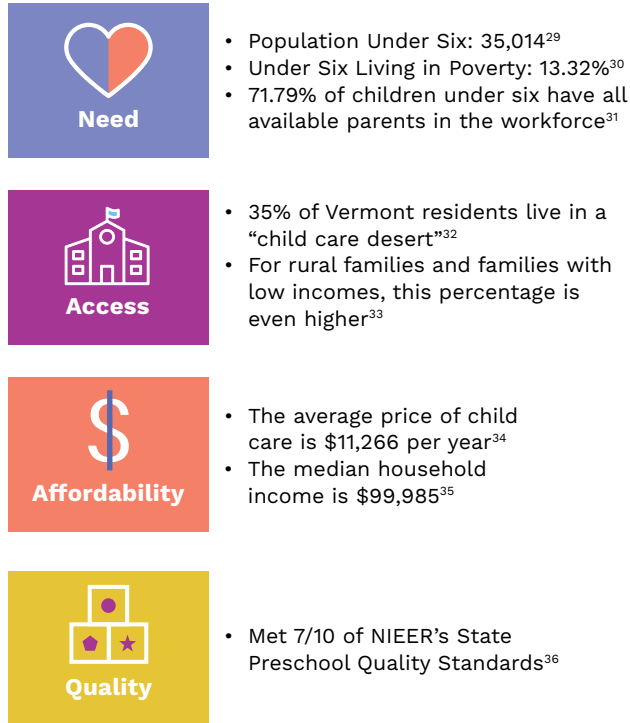 Need
• Population Under Six: 35,014²⁹
• Under Six Living in Poverty: 13.32%³⁰
• 71.79% of children under six have all
available parents in the workforce³¹
Access
• 35% of Vermont residents live in a
“child care desert”³²
• For rural families and families with
low incomes, this percentage is
even higher³³
Affordability
• The average price of child
care is $11,266 per year³⁴
• The median household
income is $99,985³⁵
Quality
• Met 7/10 of NIEER’s State
Preschool Quality Standards³⁶